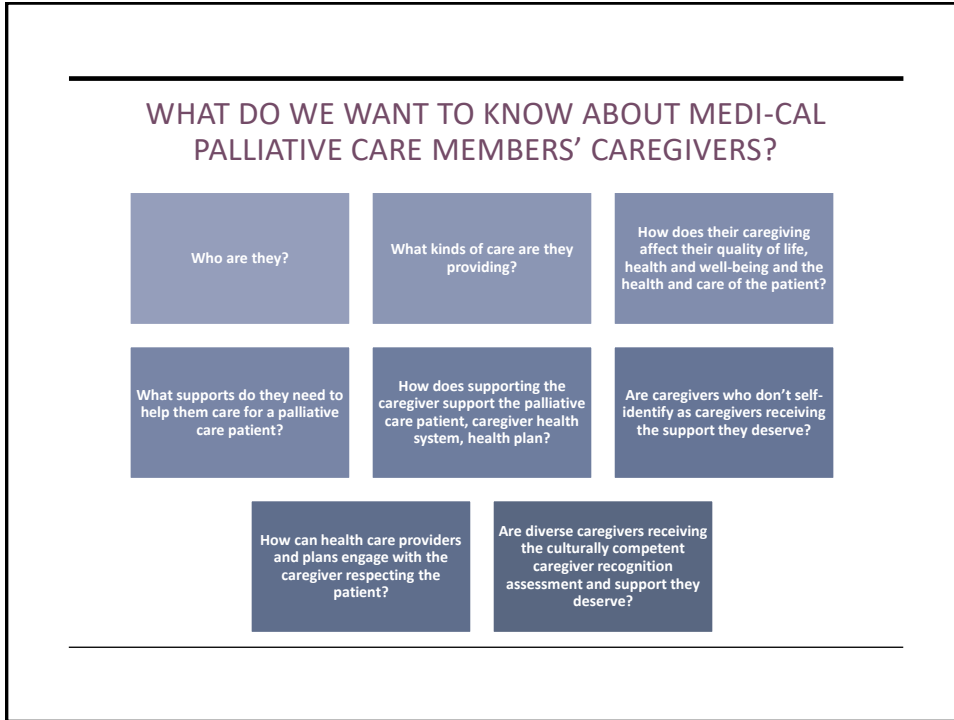 WHAT DO WE WANT TO KNOW ABOUT MEDI-CAL
PALLIATIVE CARE MEMBERS’ CAREGIVERS?
Who are they?
What kinds of care are they
providing?
How does their caregiving
affect their quality of life,
health and well-being and the
health and care of the patient?
What supports do they need to
help them care for a palliative
care patient?
How does supporting the
caregiver support the palliative
care patient, caregiver health
system, health plan?
Are caregivers who don’t self-
identify as caregivers receiving
the support they deserve?
How can health care providers
and plans engage with the
caregiver respecting the
patient?
Are diverse caregivers receiving
the culturally competent
caregiver recognition
assessment and support they
deserve?